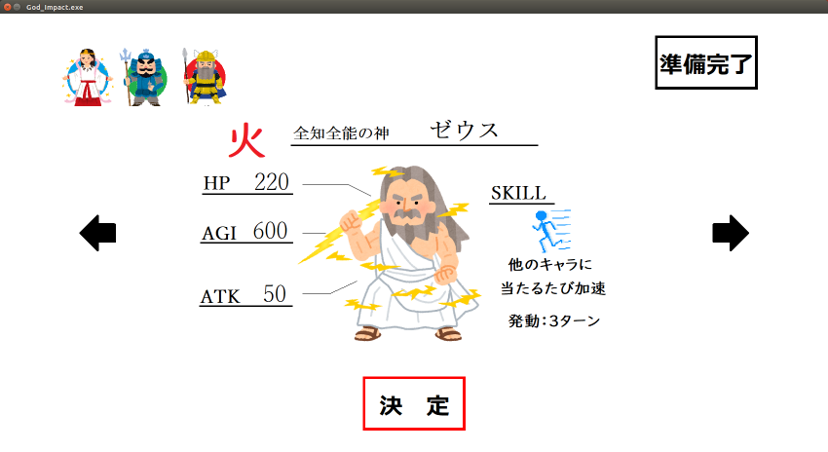 God_Impact.exe
準備完了
火
全知全能の神 ゼウス
HP 220
AGI 600
ATK 50
SKILL
他のキャラに
当たるたび加速
発動:3ターン
決 定